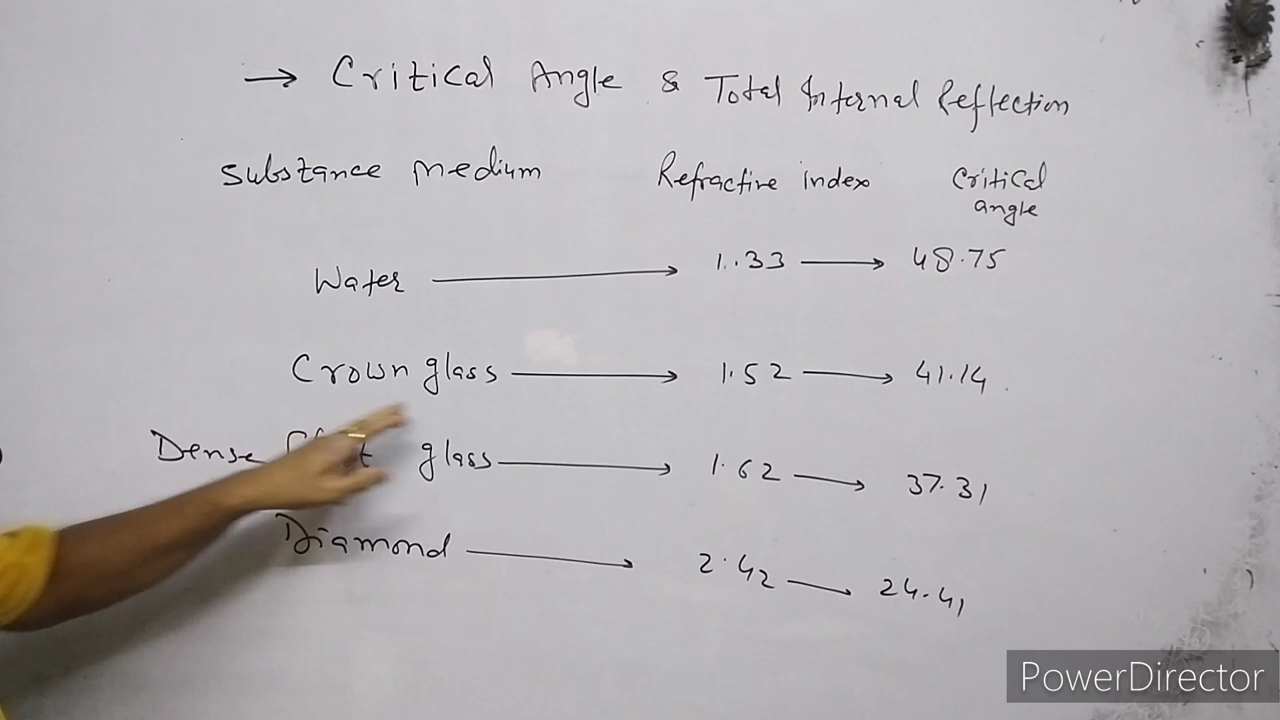 → Critical Angle & Total Internal Reflection
Substance medium Refractive index Critical angle
Water → 1..33 → 48.75
Crown glass → 1.52 → 41.14
Dense glass → 1.62 → 37.31
Diamond → 2.42 → 24.41
PowerDirector